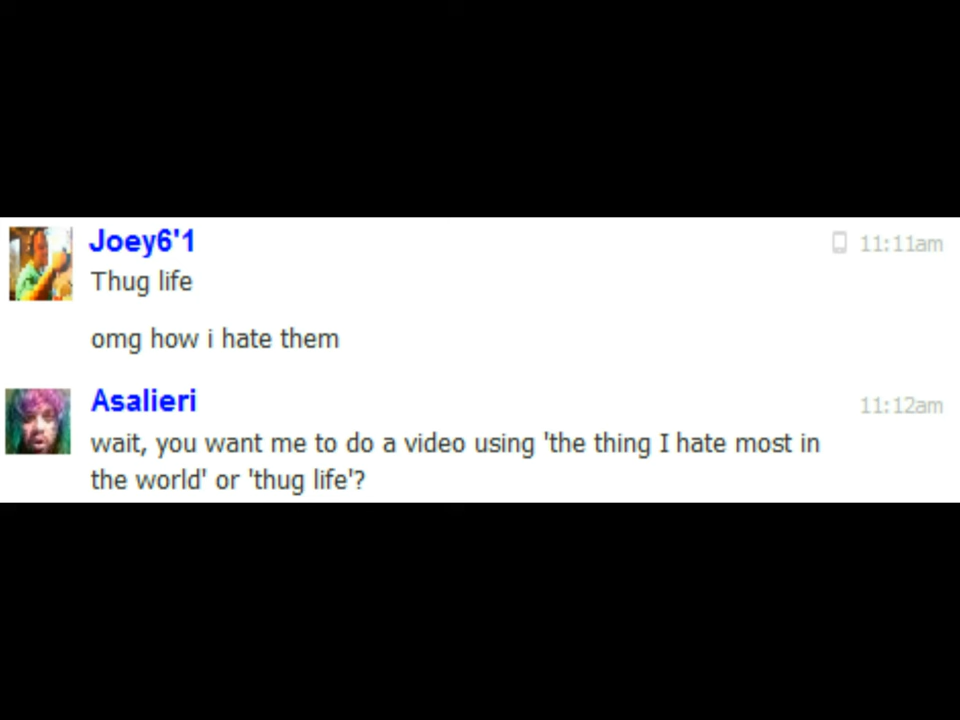 Joey6'1 11:11am
Thug life
omg how i hate them
Asalieri 11:12am
wait, you want me to do a video using 'the thing I hate most in
the world' or 'thug life'?